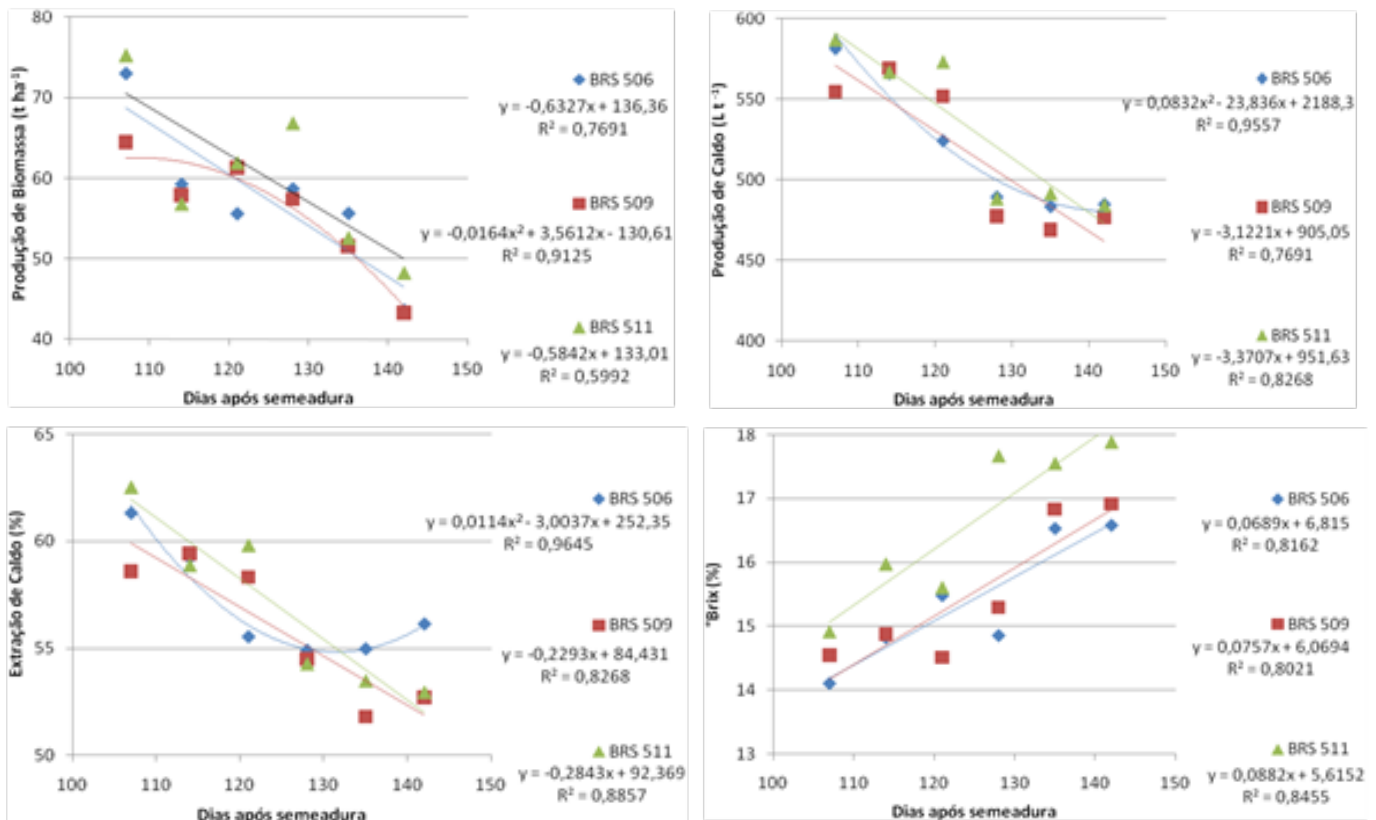 80
70
60
50
40
100 110 120 130 140 150
Produção de Biomassa (t ha⁻¹)
Dias após semeadura
BRS 506
y = -0,6327x + 136,36
R² = 0,7691
BRS 509
y = -0,0164x² + 3,5612x - 130,61
R² = 0,9125
BRS 511
y = -0,5842x + 133,01
R² = 0,5992
600
550
500
450
400
100 110 120 130 140 150
Produção de Caldo (L t⁻¹)
Dias após semeadura
BRS 506
y = 0,0832x² - 23,836x + 2188,3
R² = 0,9557
BRS 509
y = -3,1221x + 905,05
R² = 0,7691
BRS 511
y = -3,3707x + 951,63
R² = 0,8268
65
60
55
50
100 110 120 130 140 150
Extração de Caldo (%)
Dias após semeadura
BRS 506
y = 0,0114x² - 3,0037x + 252,35
R² = 0,9645
BRS 509
y = -0,2293x + 84,431
R² = 0,8268
BRS 511
y = -0,2843x + 92,369
R² = 0,8857
18
17
16
15
14
13
100 110 120 130 140 150
°Brix (%)
Dias após semeadura
BRS 506
y = 0,0689x + 6,815
R² = 0,8162
BRS 509
y = 0,0757x + 6,0694
R² = 0,8021
BRS 511
y = 0,0882x + 5,6152
R² = 0,8455